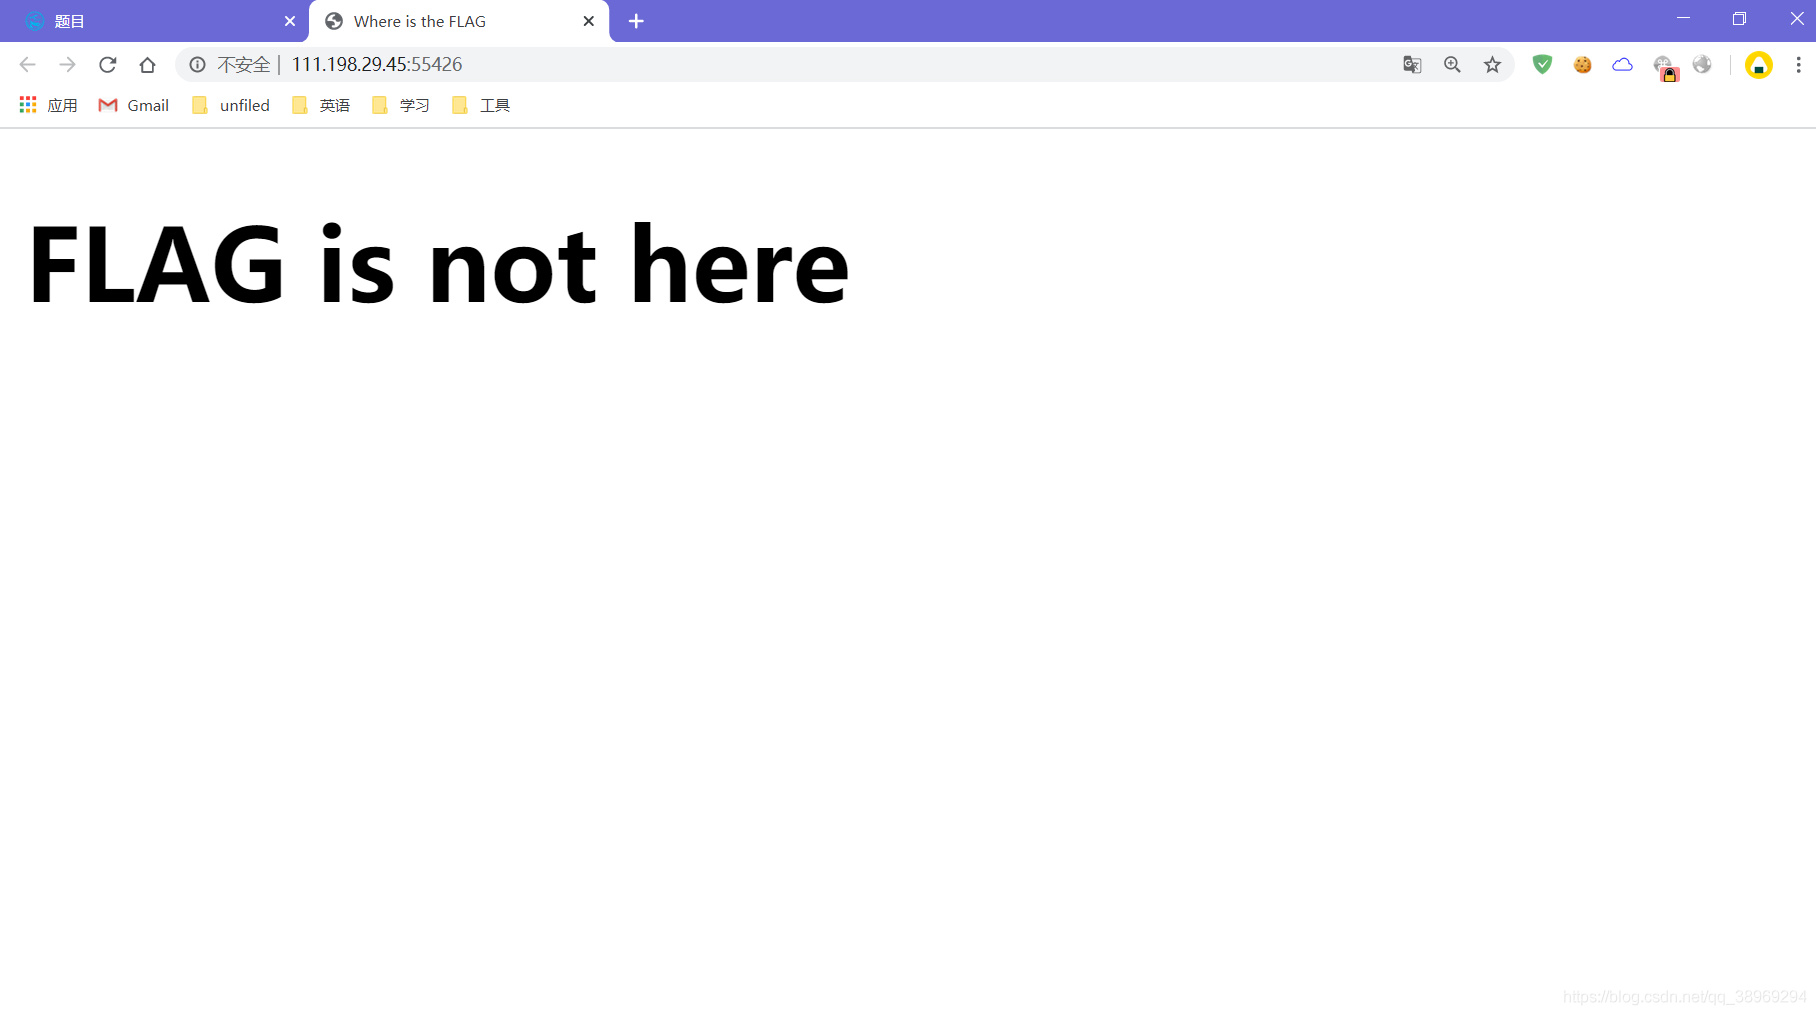 题目
Where is the FLAG
不安全 | 111.198.29.45:55426
应用 Gmail unfiled 英语 学习 工具
FLAG is not here
https://blog.csdn.net/qq_38969294